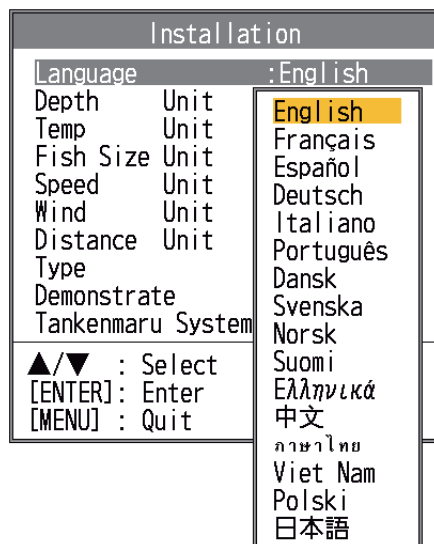 Installation
Language :English
Depth Unit
Temp Unit
Fish Size Unit
Speed Unit
Wind Unit
Distance Unit
Type
Demonstrate
Tankenmaru System
▲/▼ : Select
[ENTER]: Enter
[MENU] : Quit
English
Français
Español
Deutsch
Italiano
Português
Dansk
Svenska
Norsk
Suomi
Ελληνικά
中文
ภาษาไทย
Viet Nam
Polski
日本語